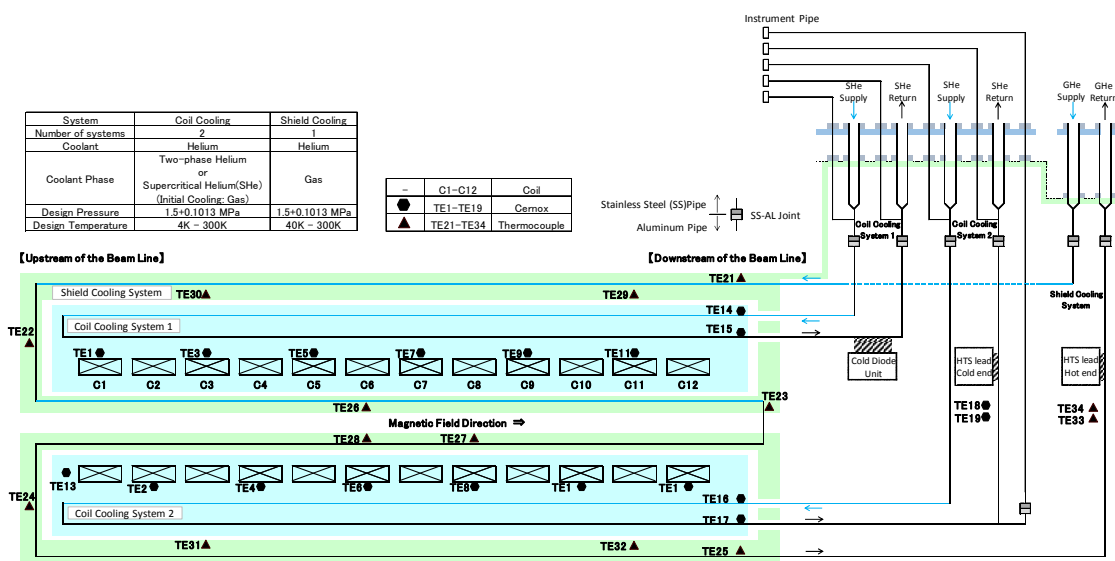 Instrument Pipe
SHe Supply
SHe Return
SHe Supply
SHe Return
GHe Supply
GHe Return
System Coil Cooling Shield Cooling
Number of systems 2 1
Coolant Helium Helium
Coolant Phase Two-phase Helium or Supercritical Helium(SHe) (Initial Cooling: Gas) Gas
Design Pressure 1.5+0.1013 MPa 1.5+0.1013 MPa
Design Temperature 4K - 300K 40K - 300K
- C1-C12 Coil
TE1-TE19 Cernox
TE21-TE34 Thermocouple
Stainless Steel (SS)Pipe
SS-AL Joint
Aluminum Pipe
Coil Cooling System 1
Coil Cooling System 2
【Upstream of the Beam Line】
【Downstream of the Beam Line】
TE21
Shield Cooling System
TE30
TE29
Shield Cooling System
TE14
TE22
Coil Cooling System 1
TE15
TE1 TE3 TE5 TE7 TE9 TE11
C1 C2 C3 C4 C5 C6 C7 C8 C9 C10 C11 C12
Cold Diode Unit
HTS lead Cold end
HTS lead Hot end
TE26
TE23
TE18
TE19
TE34
TE33
Magnetic Field Direction ⇒
TE28
TE27
TE13
TE2 TE4 TE6 TE8 TE1 TE1
TE24
TE16
Coil Cooling System 2
TE17
TE31
TE32
TE25